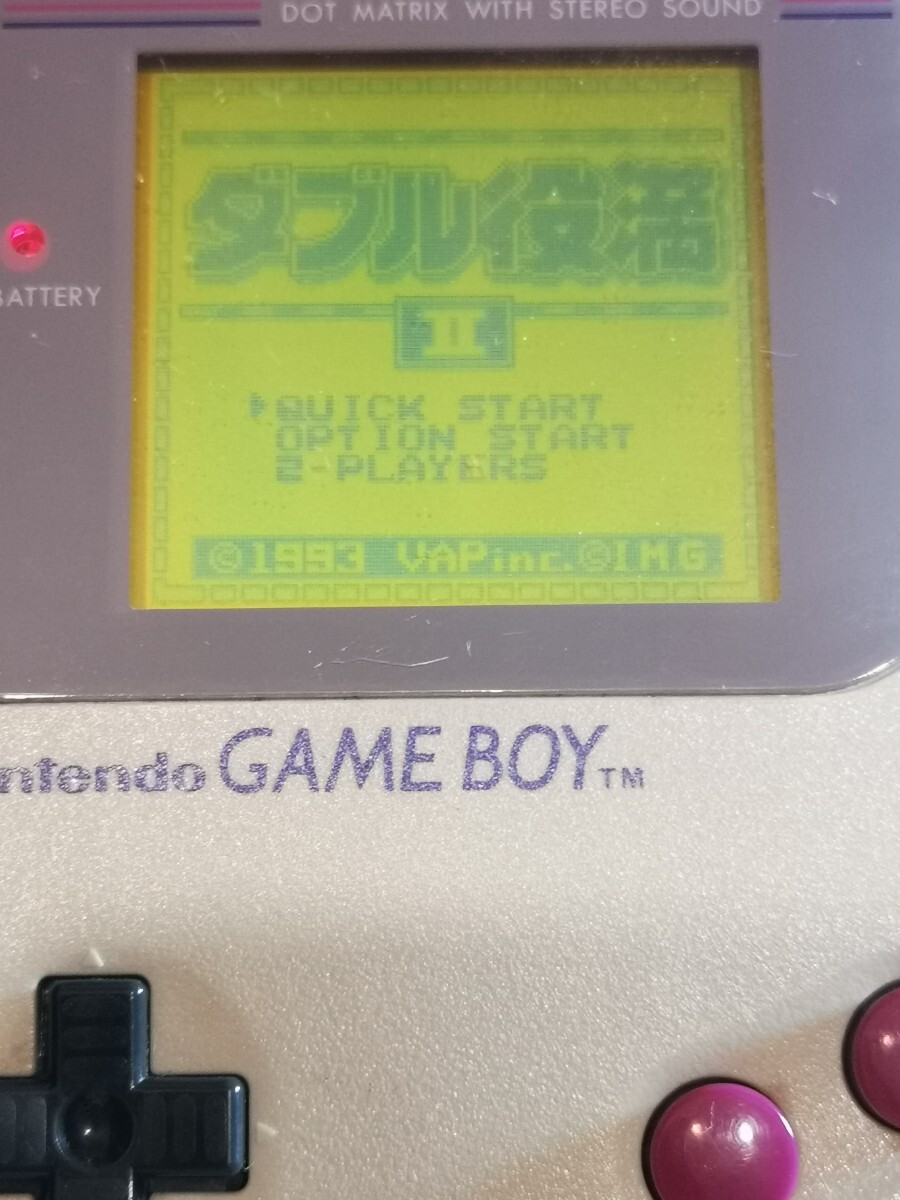 DOT MATRIX WITH STEREO SOUND
BATTERY
ダブル役満
II
QUICK START
OPTION START
2-PLAYERS
©1993 VAPinc.©IMG
Nintendo GAME BOY™